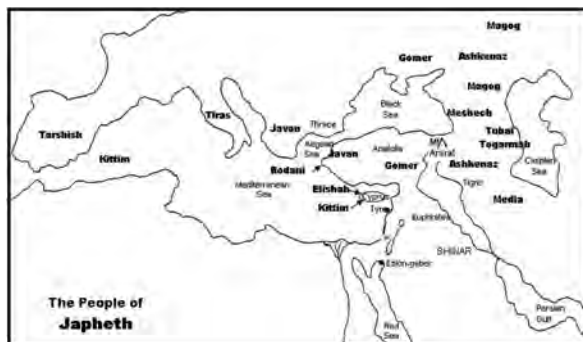 Magog
Gomer
Ashkenaz
Magog
Black
Sea
Meshech
Tiras
Javan
Thrace
Tubal
Togarmah
Tarshish
Aegean
Sea
Javan
Anatolia
Mt
Ararat
Caspian
Sea
Kittim
Rodani
Gomer
Ashkenaz
Mediterranean
Sea
Tigris
Elishah
Media
Kittim
Tyre
Euphrates
SHINAR
Ezion-geber
The People of
Japheth
Red
Sea
Persian
Gulf